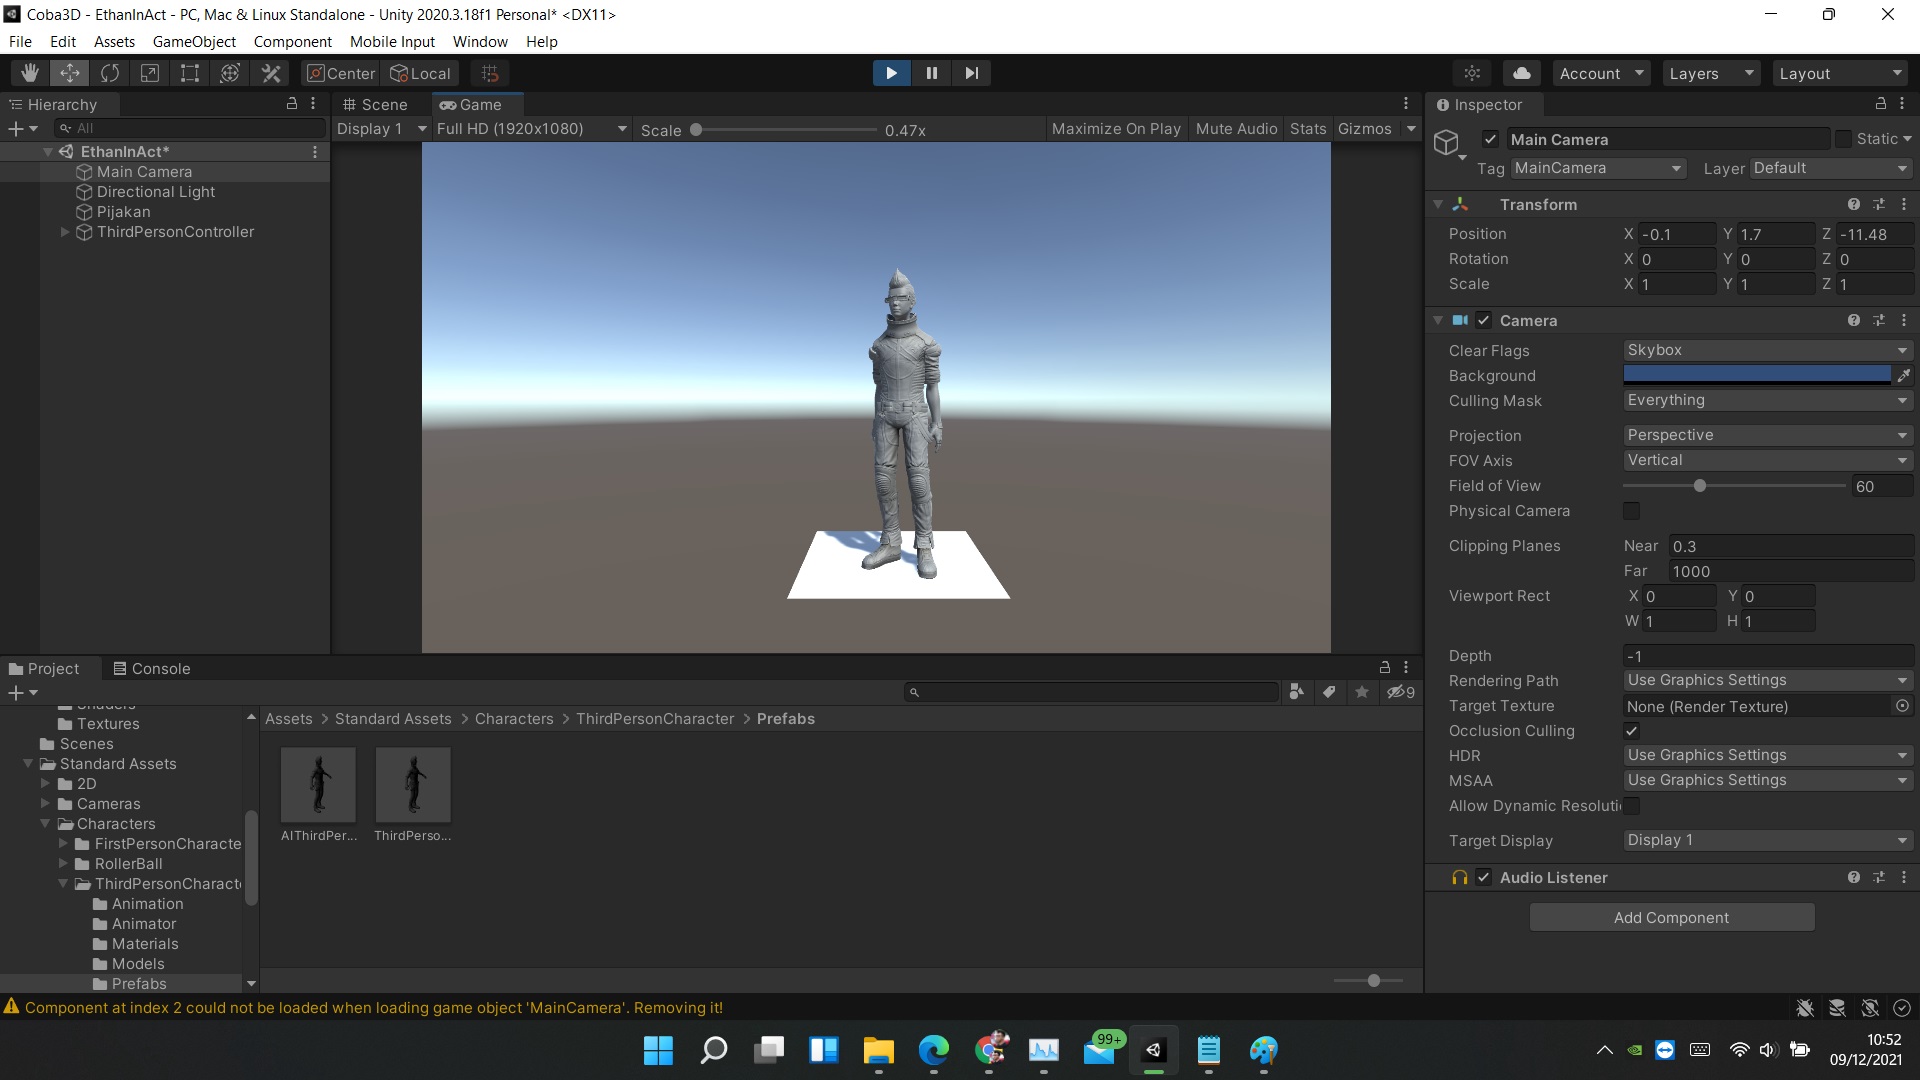 Coba3D - EthanInAct - PC, Mac & Linux Standalone - Unity 2020.3.18f1 Personal* <DX11>
File Edit Assets GameObject Component Mobile Input Window Help
Center Local Account Layers Layout
Hierarchy
All
EthanInAct*
Main Camera
Directional Light
Pijakan
ThirdPersonController
Scene Game
Display 1 Full HD (1920x1080) Scale 0.47x Maximize On Play Mute Audio Stats Gizmos
Inspector
Main Camera Static
Tag MainCamera Layer Default
Transform
Position X -0.1 Y 1.7 Z -11.48
Rotation X 0 Y 0 Z 0
Scale X 1 Y 1 Z 1
Camera
Clear Flags Skybox
Background
Culling Mask Everything
Projection Perspective
FOV Axis Vertical
Field of View 60
Physical Camera
Clipping Planes Near 0.3
Far 1000
Viewport Rect X 0 Y 0
W 1 H 1
Depth -1
Rendering Path Use Graphics Settings
Target Texture None (Render Texture)
Occlusion Culling
HDR Use Graphics Settings
MSAA Use Graphics Settings
Allow Dynamic Resoluti
Target Display Display 1
Audio Listener
Add Component
Project Console
9
Shaders
Textures
Scenes
Standard Assets
2D
Cameras
Characters
FirstPersonCharacte
RollerBall
ThirdPersonCharact
Animation
Animator
Materials
Models
Prefabs
Assets > Standard Assets > Characters > ThirdPersonCharacter > Prefabs
AIThirdPer... ThirdPerso...
Component at index 2 could not be loaded when loading game object 'MainCamera'. Removing it!
99+
10:52
09/12/2021